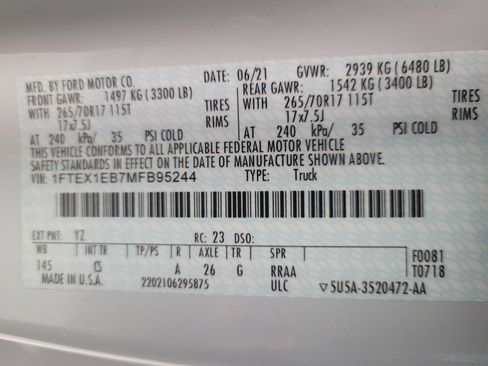 MFD. BY FORD MOTOR CO. DATE: 06/21 GVWR: 2939 KG (6480 LB)
FRONT GAWR: 1497 KG (3300 LB) REAR GAWR: 1542 KG (3400 LB)
WITH 265/70R17 115T TIRES WITH 265/70R17 115T TIRES
17x7.5J RIMS 17x7.5J RIMS
AT 240 kPa/ 35 PSI COLD AT 240 kPa/ 35 PSI COLD
THIS VEHICLE CONFORMS TO ALL APPLICABLE FEDERAL MOTOR VEHICLE
SAFETY STANDARDS IN EFFECT ON THE DATE OF MANUFACTURE SHOWN ABOVE.
VIN: 1FTEX1EB7MFB95244 TYPE: Truck
EXT PNT: YZ RC: 23 DSO:
WB INT TR TP/PS R AXLE TR SPR F0081
145 CS A 26 G RRAA T0718
MADE IN U.S.A. 2202106295875 ULC ▽5U5A-3520472-AA